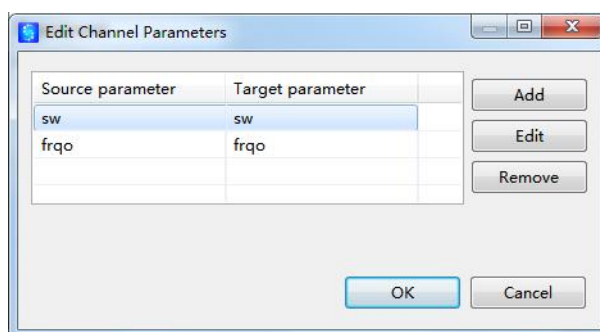 Edit Channel Parameters
Source parameter Target parameter
sw sw
frqo frqo
Add
Edit
Remove
OK Cancel